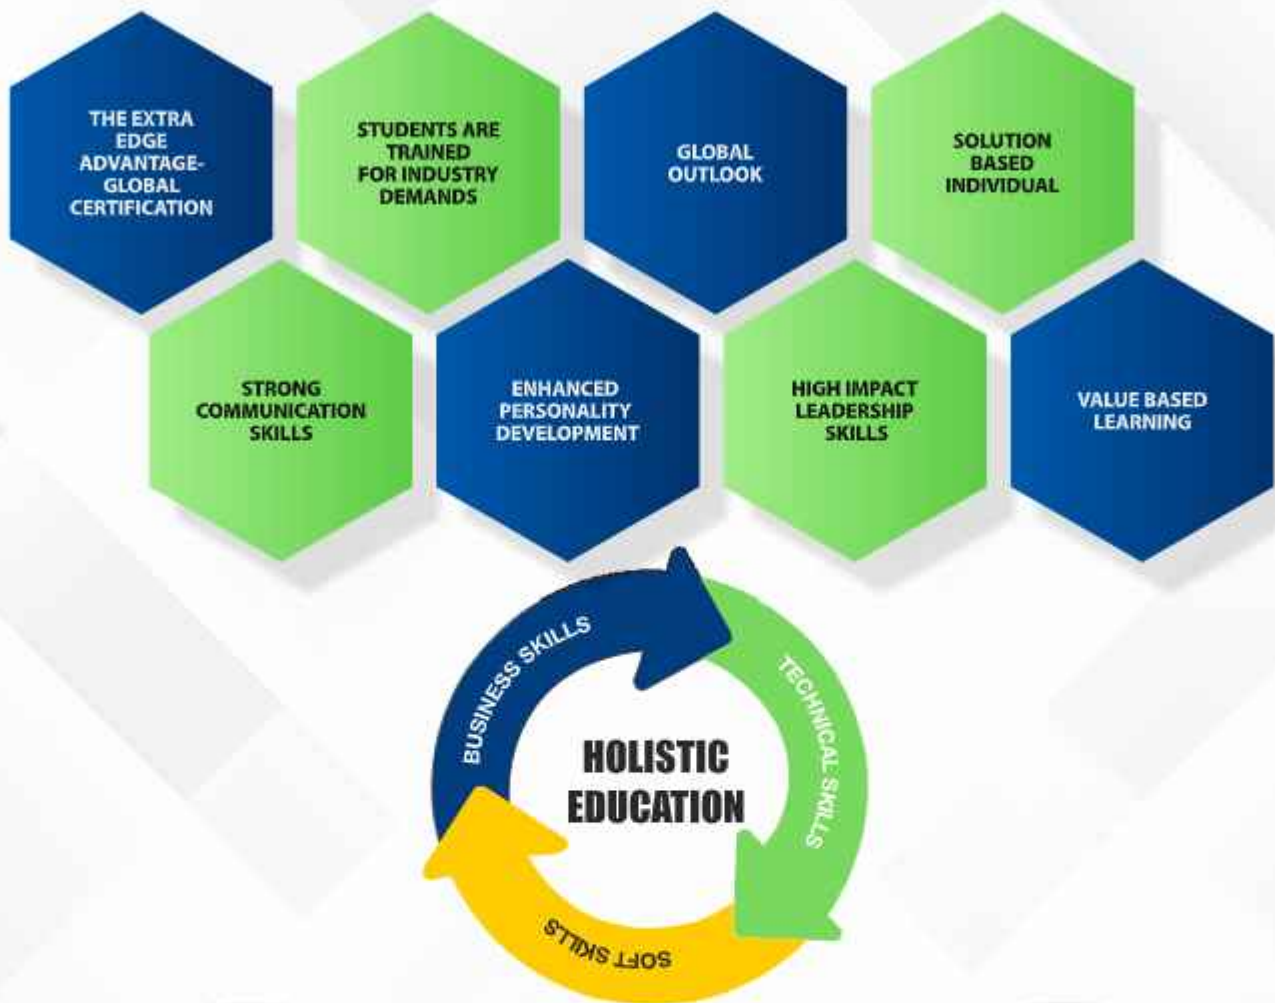 THE EXTRA
EDGE
ADVANTAGE-
GLOBAL
CERTIFICATION
STUDENTS ARE
TRAINED
FOR INDUSTRY
DEMANDS
GLOBAL
OUTLOOK
SOLUTION
BASED
INDIVIDUAL
STRONG
COMMUNICATION
SKILLS
ENHANCED
PERSONALITY
DEVELOPMENT
HIGH IMPACT
LEADERSHIP
SKILLS
VALUE BASED
LEARNING
BUSINESS SKILLS
TECHNICAL SKILLS
HOLISTIC
EDUCATION
SOFT SKILLS